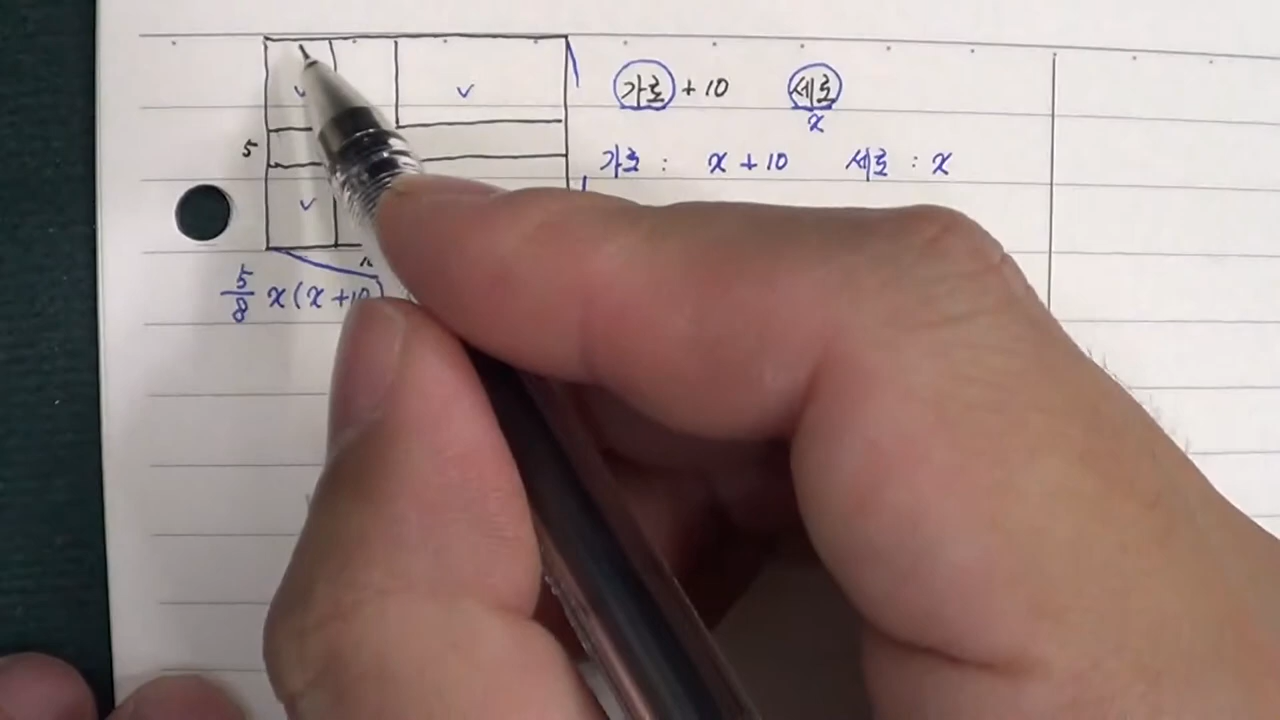 가로 + 10 세로
x
5
가로 : x + 10 세로 : x
5/8 x(x+10)